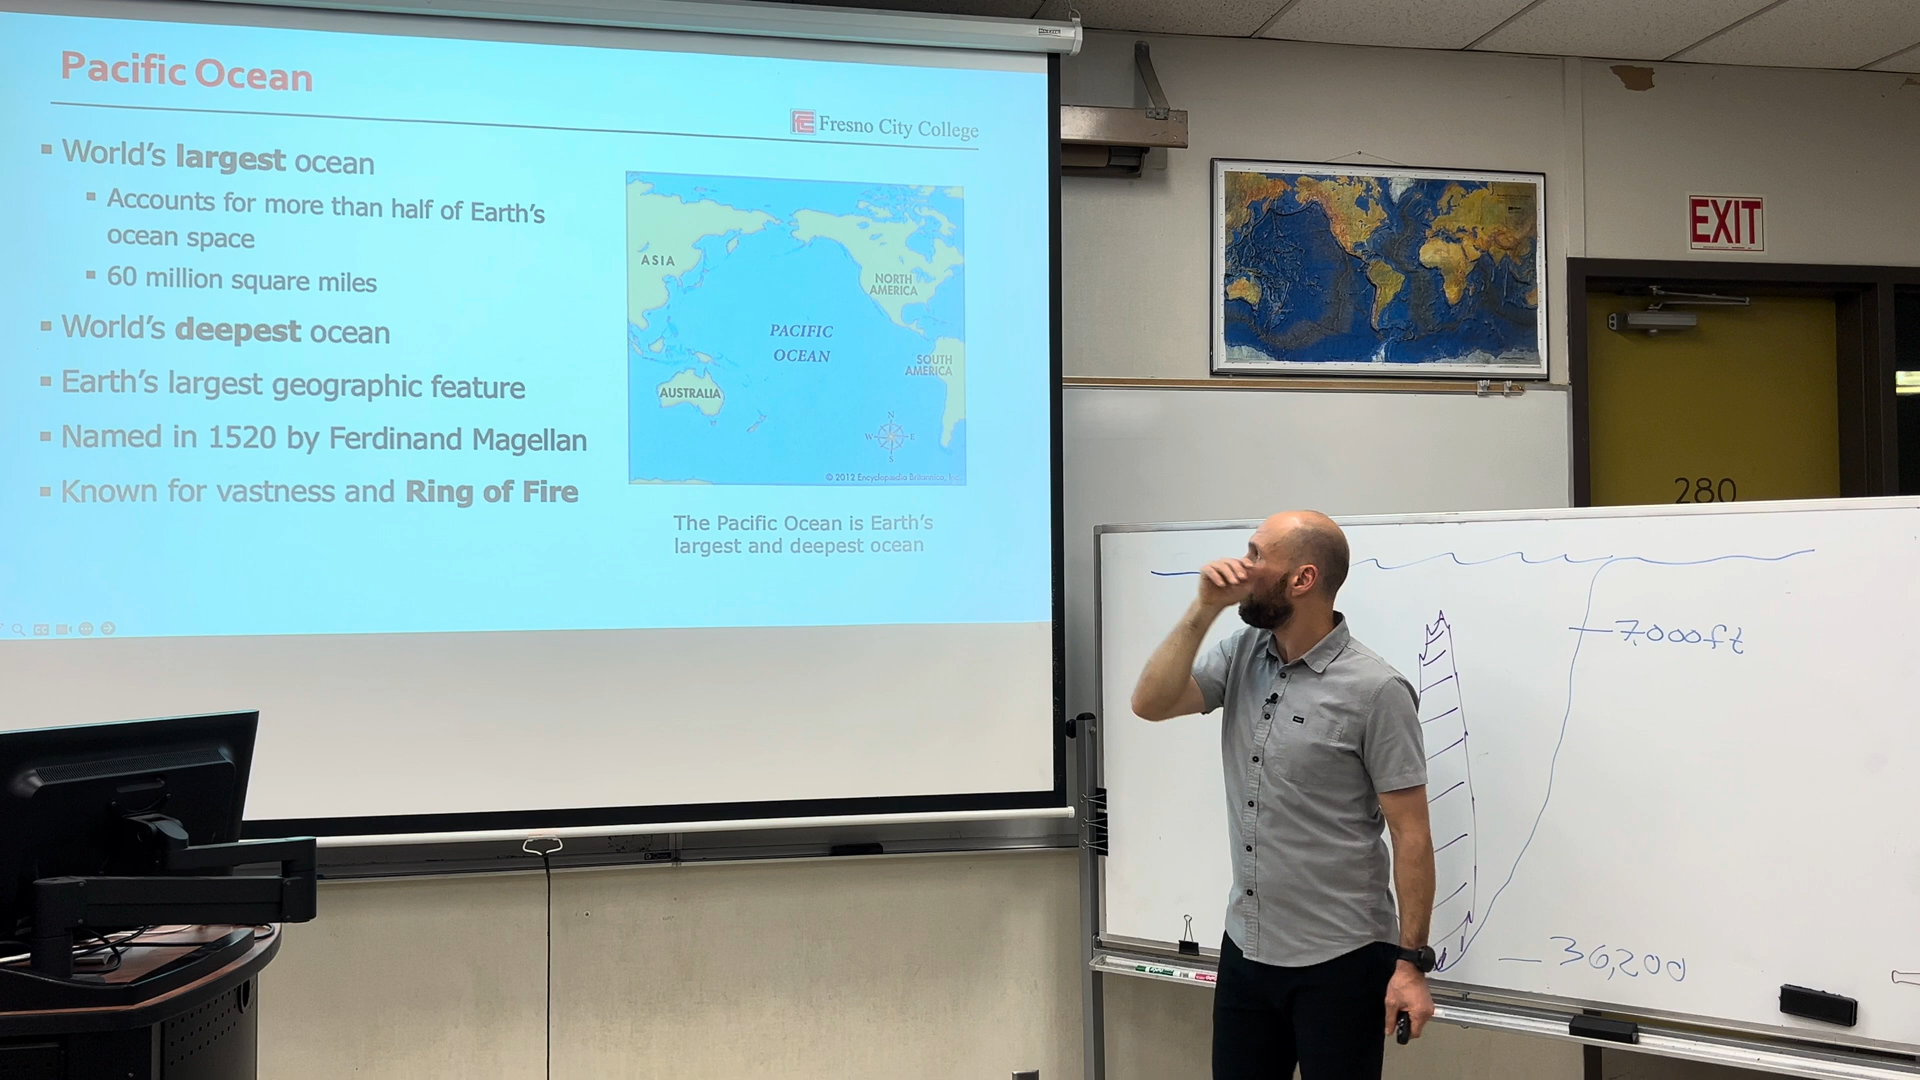 Pacific Ocean
Fresno City College
World's largest ocean
Accounts for more than half of Earth's
ocean space
60 million square miles
World's deepest ocean
Earth's largest geographic feature
Named in 1520 by Ferdinand Magellan
Known for vastness and Ring of Fire
ASIA
NORTH
AMERICA
PACIFIC
OCEAN
SOUTH
AMERICA
AUSTRALIA
N
W
E
© 2012 Encyclopædia Britannica, Inc.
The Pacific Ocean is Earth's
largest and deepest ocean
EXIT
280
7,000ft
36,200